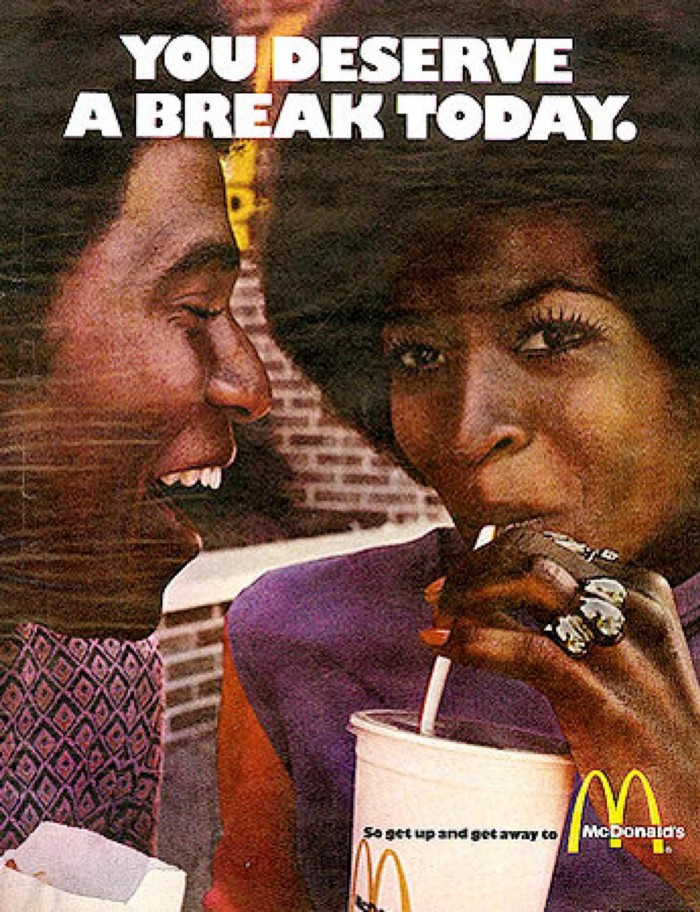 YOU DESERVE
A BREAK TODAY.
So get up and get away to
McDonald's
®